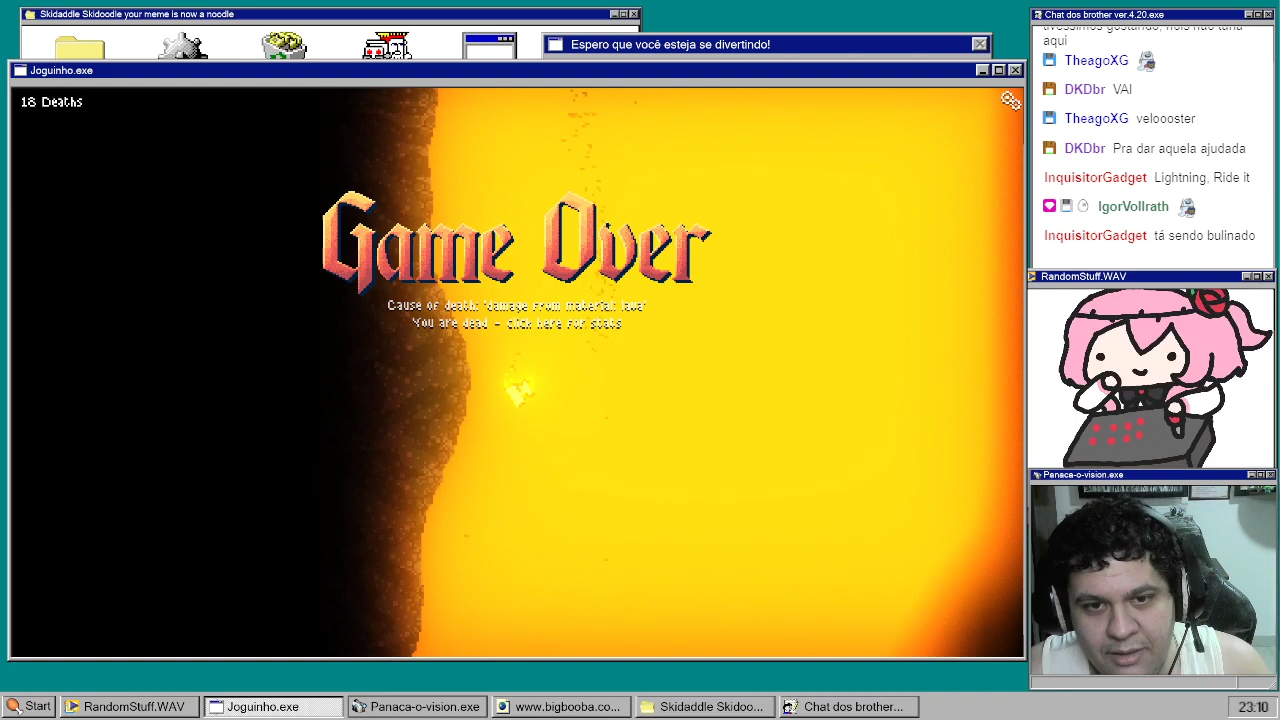 Skidaddle Skidoodle your meme is now a noodle
Espero que você esteja se divertindo!
Joguinho.exe
18 Deaths
Game Over
Cause of death: 'damage from material: lava'
You are dead - click here for stats
Chat dos brother ver.4.20.exe
aqui
TheagoXG
DKDbr VAI
TheagoXG veloooster
DKDbr Pra dar aquela ajudada
InquisitorGadget Lightning, Ride it
IgorVollrath
InquisitorGadget tá sendo bulinado
RandomStuff.WAV
Panaca-o-vision.exe
Start
RandomStuff.WAV
Joguinho.exe
Panaca-o-vision.exe
www.bigbooba.co...
Skidaddle Skidoo...
Chat dos brother...
23:10